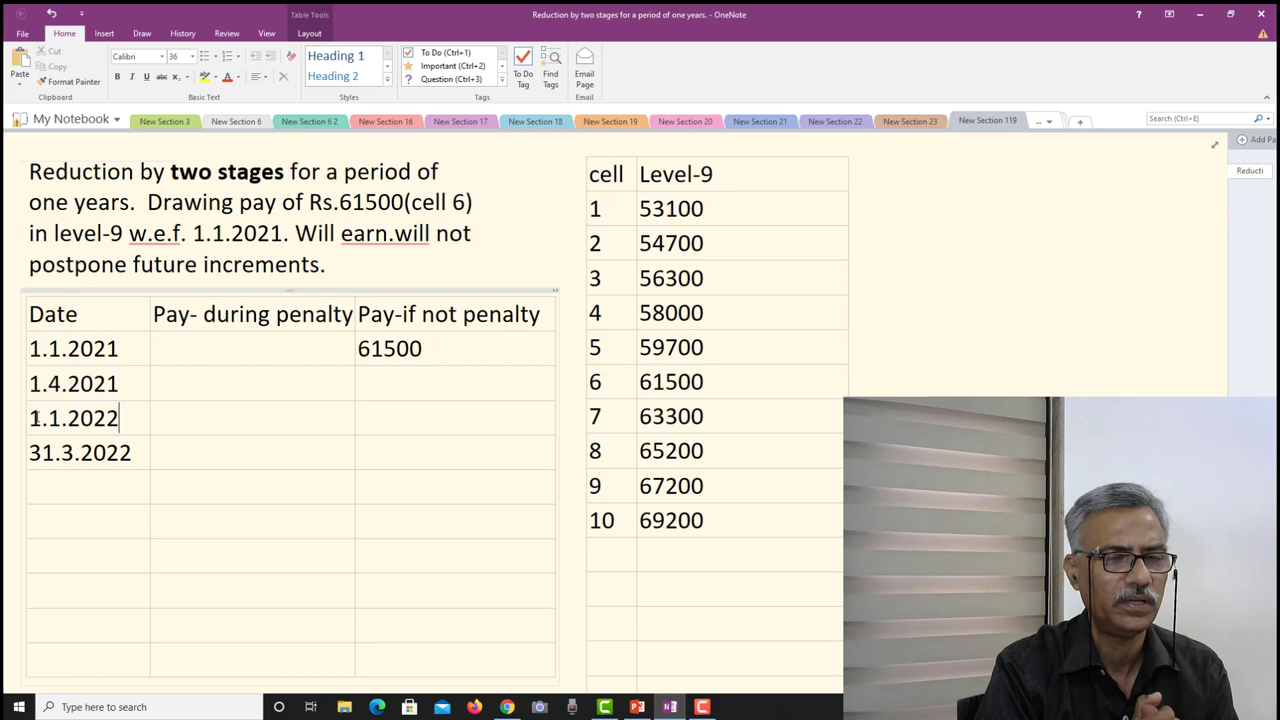 Table Tools
Reduction by two stages for a period of one years. - OneNote
File Home Insert Draw History Review View Layout
Paste
Cut
Copy
Format Painter
Clipboard
Calibri 36
B I U abc
Basic Text
Heading 1
Heading 2
Styles
To Do (Ctrl+1)
Important (Ctrl+2)
Question (Ctrl+3)
Tags
To Do Tag
Find Tags
Email Page
Email
My Notebook
New Section 3 New Section 6 New Section 6 2 New Section 16 New Section 17 New Section 18 New Section 19 New Section 20 New Section 21 New Section 22 New Section 23 New Section 119 ...
Search (Ctrl+E)
Add Pa
Reducti
Reduction by two stages for a period of
one years. Drawing pay of Rs.61500(cell 6)
in level-9 w.e.f. 1.1.2021. Will earn.will not
postpone future increments.
Date Pay- during penalty Pay-if not penalty
1.1.2021 61500
1.4.2021
1.1.2022
31.3.2022
cell Level-9
1 53100
2 54700
3 56300
4 58000
5 59700
6 61500
7 63300
8 65200
9 67200
10 69200
Type here to search